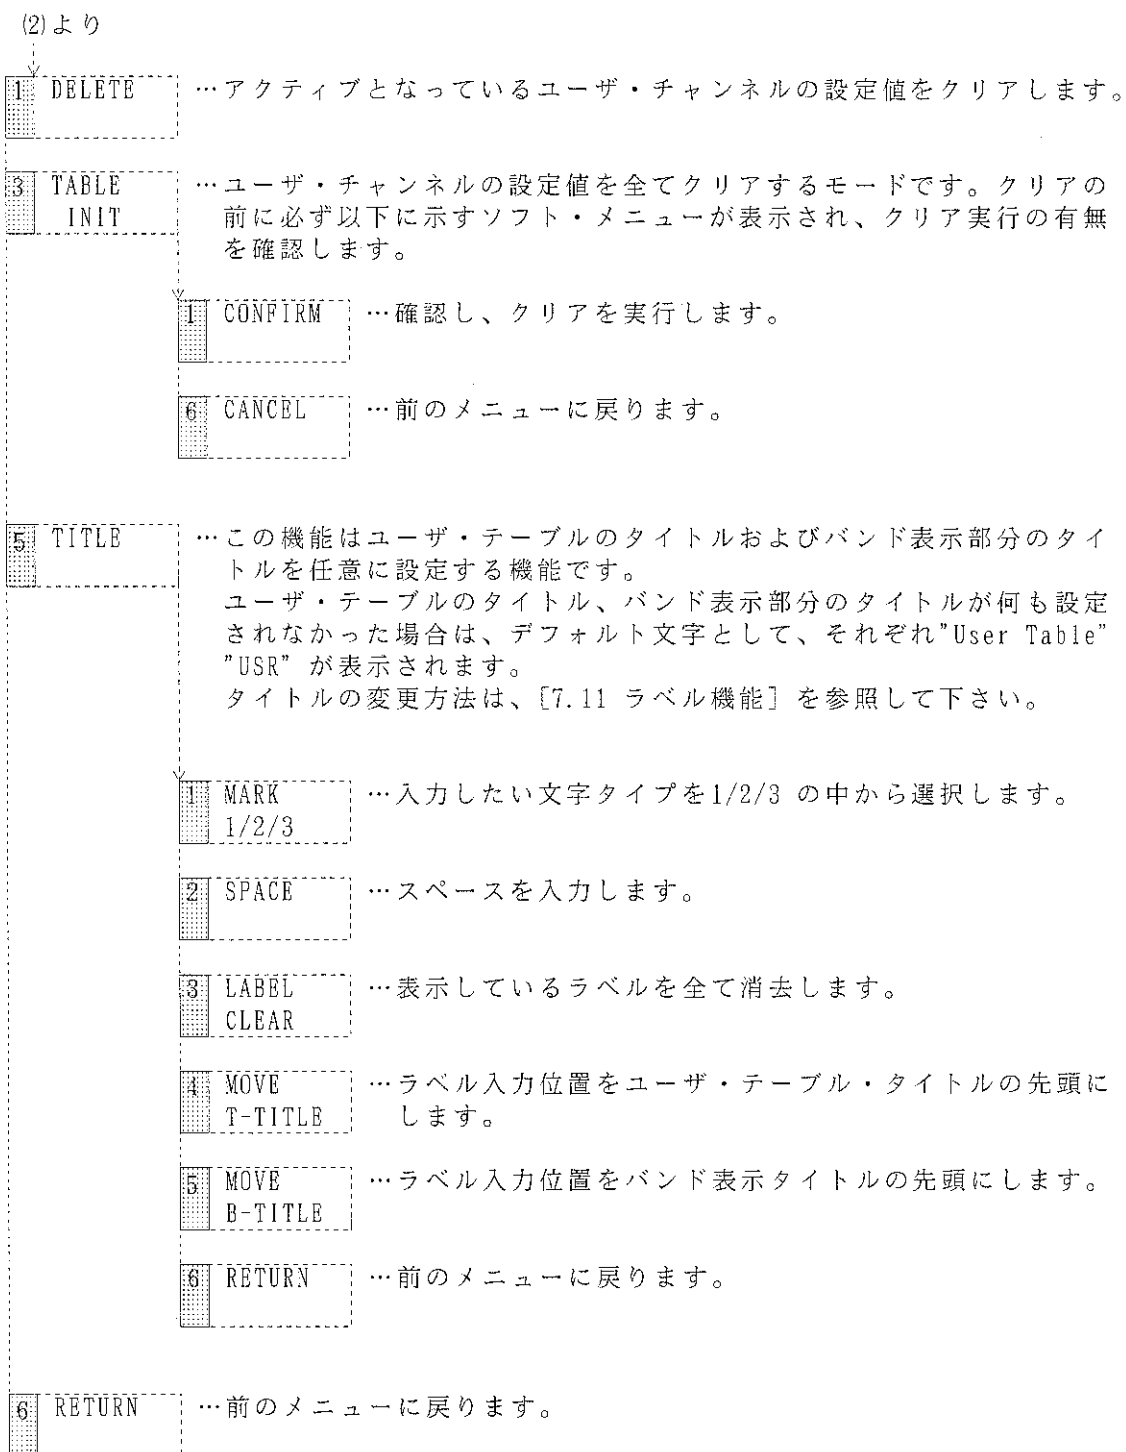 (2)より
1 DELETE …アクティブとなっているユーザ・チャンネルの設定値をクリアします。
3 TABLE …ユーザ・チャンネルの設定値を全てクリアするモードです。クリアの
INIT 前に必ず以下に示すソフト・メニューが表示され、クリア実行の有無
を確認します。
1 CONFIRM …確認し、クリアを実行します。
6 CANCEL …前のメニューに戻ります。
5 TITLE …この機能はユーザ・テーブルのタイトルおよびバンド表示部分のタイ
トルを任意に設定する機能です。
ユーザ・テーブルのタイトル、バンド表示部分のタイトルが何も設定
されなかった場合は、デフォルト文字として、それぞれ"User Table"
"USR" が表示されます。
タイトルの変更方法は、[7.11 ラベル機能] を参照して下さい。
1 MARK …入力したい文字タイプを1/2/3 の中から選択します。
1/2/3
2 SPACE …スペースを入力します。
3 LABEL …表示しているラベルを全て消去します。
CLEAR
4 MOVE …ラベル入力位置をユーザ・テーブル・タイトルの先頭に
T-TITLE します。
5 MOVE …ラベル入力位置をバンド表示タイトルの先頭にします。
B-TITLE
6 RETURN …前のメニューに戻ります。
6 RETURN …前のメニューに戻ります。